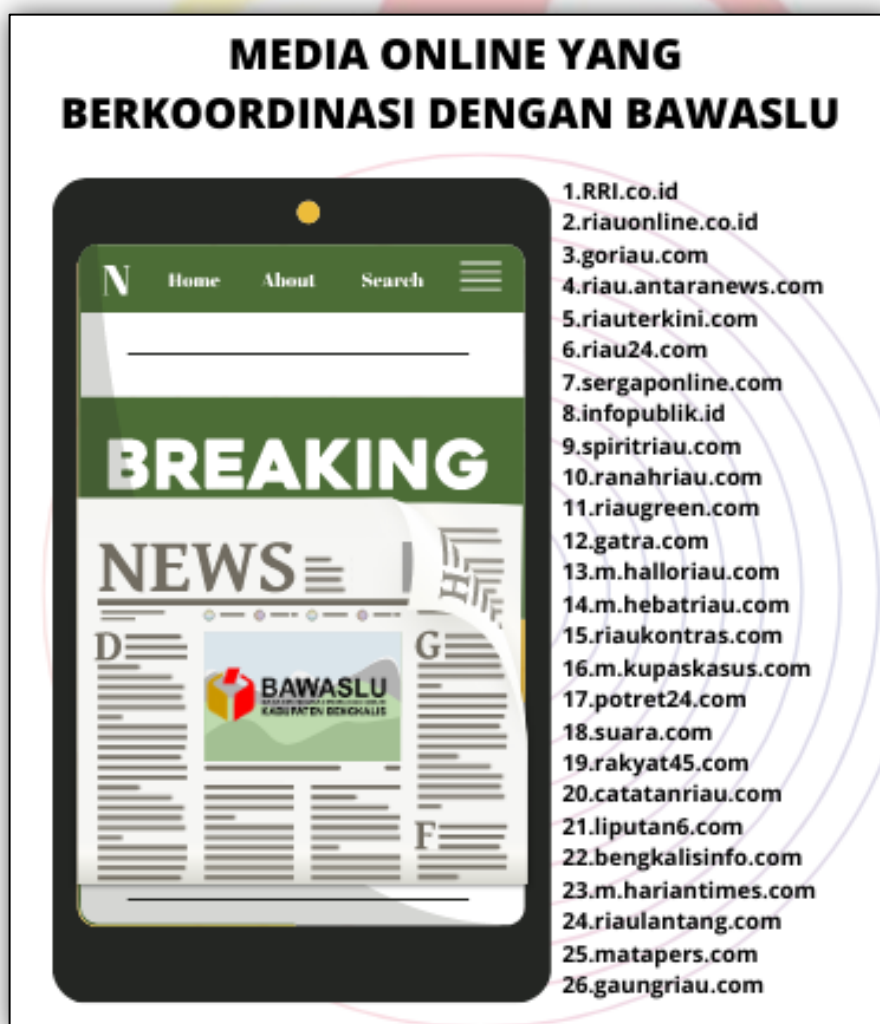 MEDIA ONLINE YANG
BERKOORDINASI DENGAN BAWASLU
N Home About Search
BREAKING
NEWS
H
D
G
BAWASLU
KABUPATEN BENGKALIS
F
1.RRI.co.id
2.riauonline.co.id
3.goriau.com
4.riau.antaranews.com
5.riauterkini.com
6.riau24.com
7.sergaponline.com
8.infopublik.id
9.spiritriau.com
10.ranahriau.com
11.riaugreen.com
12.gatra.com
13.m.halloriau.com
14.m.hebatriau.com
15.riaukontras.com
16.m.kupaskasus.com
17.potret24.com
18.suara.com
19.rakyat45.com
20.catatanriau.com
21.liputan6.com
22.bengkalisinfo.com
23.m.hariantimes.com
24.riaulantang.com
25.matapers.com
26.gaungriau.com